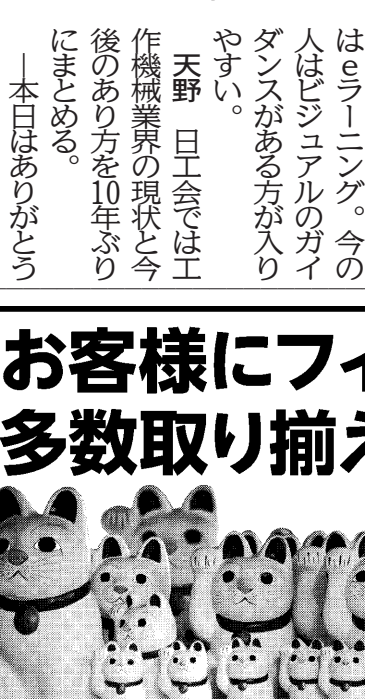 はｅラーニング。今の
人はビジュアルのガイ
ダンスがある方が入り
やすい。
天野　日工会では工
作機械業界の現状と今
後のあり方を10年ぶり
にまとめる。
―本日はありがとう
お客様にフィ
多数取り揃え